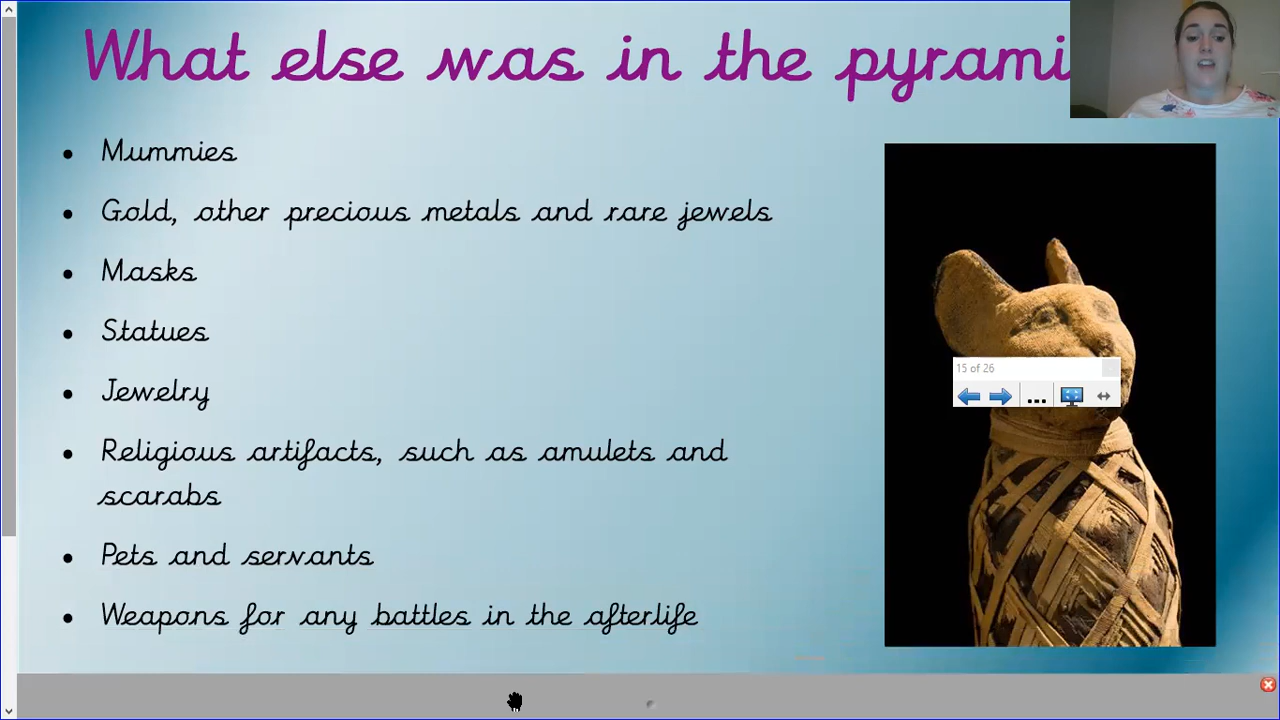 What else was in the
Mummies
Gold, other precious metals and rare jewels
Masks
Statues
Jewelry
Religious artifacts, such as amulets and
scarabs
Pets and servants
Weapons for any battles in the afterlife
15 of 26